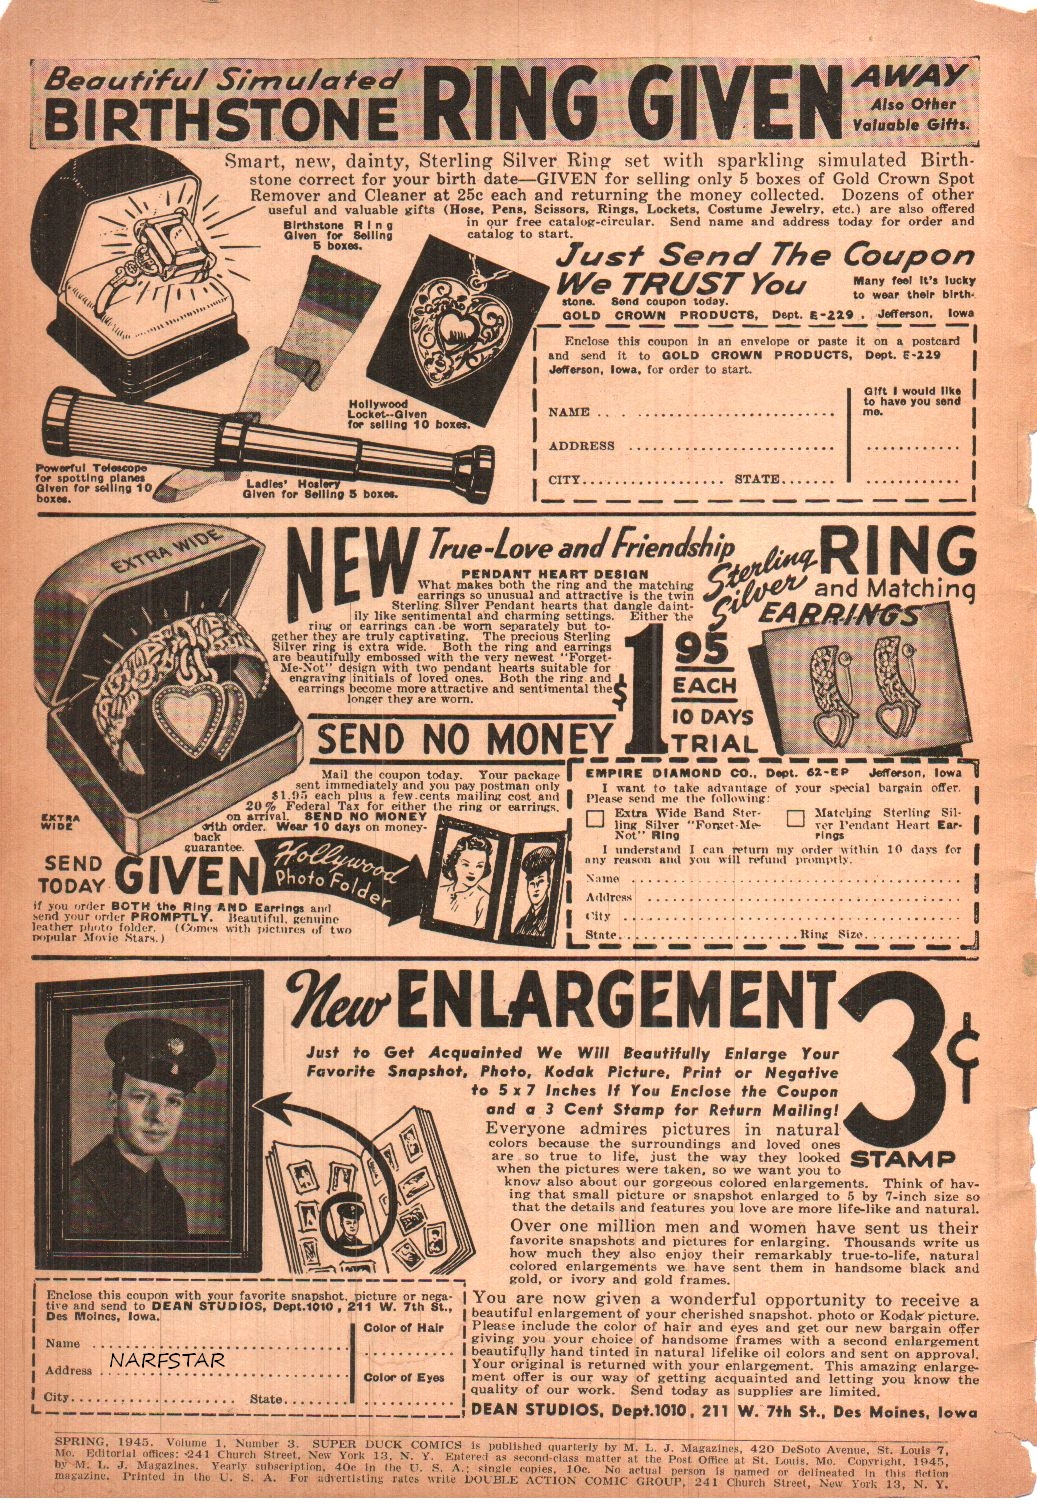 Beautiful Simulated
BIRTHSTONE RING GIVEN AWAY
Also Other
Valuable Gifts.
Smart, new, dainty, Sterling Silver Ring set with sparkling simulated Birth-
stone correct for your birth date—GIVEN for selling only 5 boxes of Gold Crown Spot
Remover and Cleaner at 25c each and returning the money collected. Dozens of other
useful and valuable gifts (Hose, Pens, Scissors, Rings, Lockets, Costume Jewelry, etc.) are also offered
in our free catalog-circular. Send name and address today for order and
catalog to start.
Birthstone Ring
Given for Selling
5 boxes.
Just Send The Coupon
We TRUST You
Many feel it's lucky
to wear their birth-
stone. Send coupon today.
GOLD CROWN PRODUCTS, Dept. E-229, Jefferson, Iowa
Enclose this coupon in an envelope or paste it on a postcard
and send it to GOLD CROWN PRODUCTS, Dept. E-229
Jefferson, Iowa, for order to start.
Gift I would like
to have you send
me.
NAME
ADDRESS
CITY STATE
Hollywood
Locket--Given
for selling 10 boxes.
Powerful Telescope
for spotting planes
Given for selling 10
boxes.
Ladies' Hosiery
Given for Selling 5 boxes.
EXTRA WIDE
NEW True-Love and Friendship
Sterling Silver RING
and Matching
EARRINGS
PENDANT HEART DESIGN
What makes both the ring and the matching
earrings so unusual and attractive is the twin
Sterling Silver Pendant hearts that dangle daint-
ily like sentimental and charming settings. Either the
ring or earrings can be worn separately but to-
gether they are truly captivating. The precious Sterling
Silver ring is extra wide. Both the ring and earrings
are beautifully embossed with the very newest "Forget-
Me-Not" design with two pendant hearts suitable for
engraving initials of loved ones. Both the ring and
earrings become more attractive and sentimental the
longer they are worn.
$1 95
EACH
10 DAYS
TRIAL
SEND NO MONEY
Mail the coupon today. Your package
sent immediately and you pay postman only
$1.95 each plus a few cents mailing cost and
20% Federal Tax for either the ring or earrings,
on arrival. SEND NO MONEY
with order. Wear 10 days on money-
back
guarantee.
EXTRA
WIDE
SEND
TODAY GIVEN
Hollywood
Photo Folder
if you order BOTH the Ring AND Earrings and
send your order PROMPTLY. Beautiful, genuine
leather photo folder. (Comes with pictures of two
popular Movie Stars.)
EMPIRE DIAMOND CO., Dept. 62-EP Jefferson, Iowa
I want to take advantage of your special bargain offer.
Please send me the following:
Extra Wide Band Ster-
ling Silver "Forget-Me-
Not" Ring
Matching Sterling Sil-
ver Pendant Heart Ear-
rings
I understand I can return my order within 10 days for
any reason and you will refund promptly.
Name
Address
City
State Ring Size
New ENLARGEMENT 3¢
STAMP
Just to Get Acquainted We Will Beautifully Enlarge Your
Favorite Snapshot, Photo, Kodak Picture, Print or Negative
to 5 x 7 Inches If You Enclose the Coupon
and a 3 Cent Stamp for Return Mailing!
Everyone admires pictures in natural
colors because the surroundings and loved ones
are so true to life, just the way they looked
when the pictures were taken, so we want you to
know also about our gorgeous colored enlargements. Think of hav-
ing that small picture or snapshot enlarged to 5 by 7-inch size so
that the details and features you love are more life-like and natural.
Over one million men and women have sent us their
favorite snapshots and pictures for enlarging. Thousands write us
how much they also enjoy their remarkably true-to-life, natural
colored enlargements we have sent them in handsome black and
gold, or ivory and gold frames.
You are now given a wonderful opportunity to receive a
beautiful enlargement of your cherished snapshot. photo or Kodak picture.
Please include the color of hair and eyes and get our new bargain offer
giving you your choice of handsome frames with a second enlargement
beautifully hand tinted in natural lifelike oil colors and sent on approval.
Your original is returned with your enlargement. This amazing enlarge-
ment offer is our way of getting acquainted and letting you know the
quality of our work. Send today as supplies are limited.
DEAN STUDIOS, Dept.1010, 211 W. 7th St., Des Moines, Iowa
Enclose this coupon with your favorite snapshot, picture or nega-
tive and send to DEAN STUDIOS, Dept.1010, 211 W. 7th St.,
Des Moines, Iowa.
Color of Hair
Name
NARFSTAR
Address
Color of Eyes
City State
SPRING, 1945. Volume 1, Number 3. SUPER DUCK COMICS is published quarterly by M. L. J. Magazines, 420 DeSoto Avenue, St. Louis 7,
Mo. Editorial offices: 241 Church Street, New York 13, N. Y. Entered as second-class matter at the Post Office at St. Louis, Mo. Copyright, 1945,
by M. L. J. Magazines. Yearly subscription, 40c in the U. S. A.; single copies, 10c. No actual person is named or delineated in this fiction
magazine. Printed in the U. S. A. For advertising rates write DOUBLE ACTION COMIC GROUP, 241 Church Street, New York 13, N. Y.